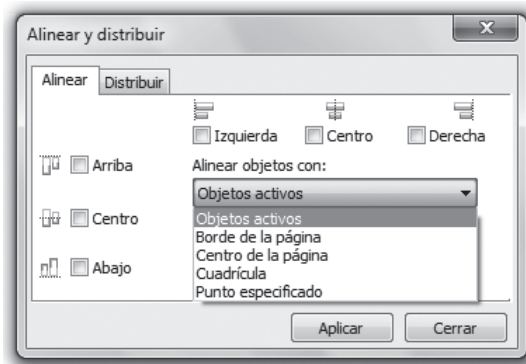 Alinear y distribuir
Alinear
Distribuir
Izquierda
Centro
Derecha
Arriba
Alinear objetos con:
Objetos activos
Centro
Objetos activos
Borde de la página
Centro de la página
Abajo
Cuadrícula
Punto especificado
Aplicar
Cerrar